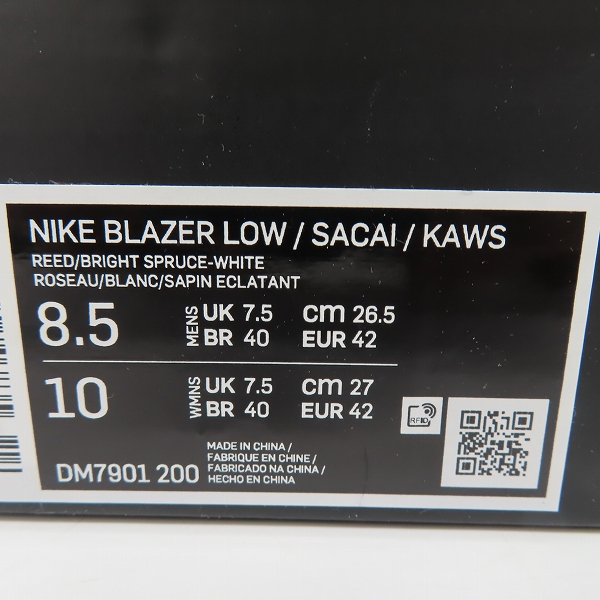 NIKE BLAZER LOW / SACAI / KAWS
REED/BRIGHT SPRUCE-WHITE
ROSEAU/BLANC/SAPIN ECLATANT
8.5 MENS UK 7.5 cm 26.5
BR 40 EUR 42
10 WMNS UK 7.5 cm 27
BR 40 EUR 42
RFID
DM7901 200
MADE IN CHINA /
FABRIQUE EN CHINE /
FABRICADO NA CHINA /
HECHO EN CHINA